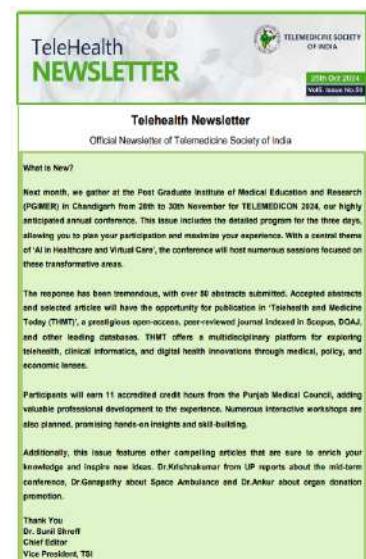 TeleHealth
NEWSLETTER
TELEMEDICINE SOCIETY
OF INDIA
25th Oct 2024
Vol5. Issue No.50
Telehealth Newsletter
Official Newsletter of Telemedicine Society of India
What is New?
Next month, we gather at the Post Graduate Institute of Medical Education and Research
(PGIMER) in Chandigarh from 28th to 30th November for TELEMEDICON 2024, our highly
anticipated annual conference. This issue includes the detailed program for the three days,
allowing you to plan your participation and maximize your experience. With a central theme
of 'AI in Healthcare and Virtual Care', the conference will host numerous sessions focused on
these transformative areas.
The response has been tremendous, with over 80 abstracts submitted. Accepted abstracts
and selected articles will have the opportunity for publication in 'Telehealth and Medicine
Today (THMT)', a prestigious open-access, peer-reviewed journal indexed in Scopus, DOAJ,
and other leading databases. THMT offers a multidisciplinary platform for exploring
telehealth, clinical informatics, and digital health innovations through medical, policy, and
economic lenses.
Participants will earn 11 accredited credit hours from the Punjab Medical Council, adding
valuable professional development to the experience. Numerous interactive workshops are
also planned, promising hands-on insights and skill-building.
Additionally, this issue features other compelling articles that are sure to enrich your
knowledge and inspire new ideas. Dr.Krishnakumar from UP reports about the mid-term
conference, Dr.Ganapathy about Space Ambulance and Dr.Ankur about organ donation
promotion.
Thank You
Dr. Sunil Shroff
Chief Editor
Vice President, TSI